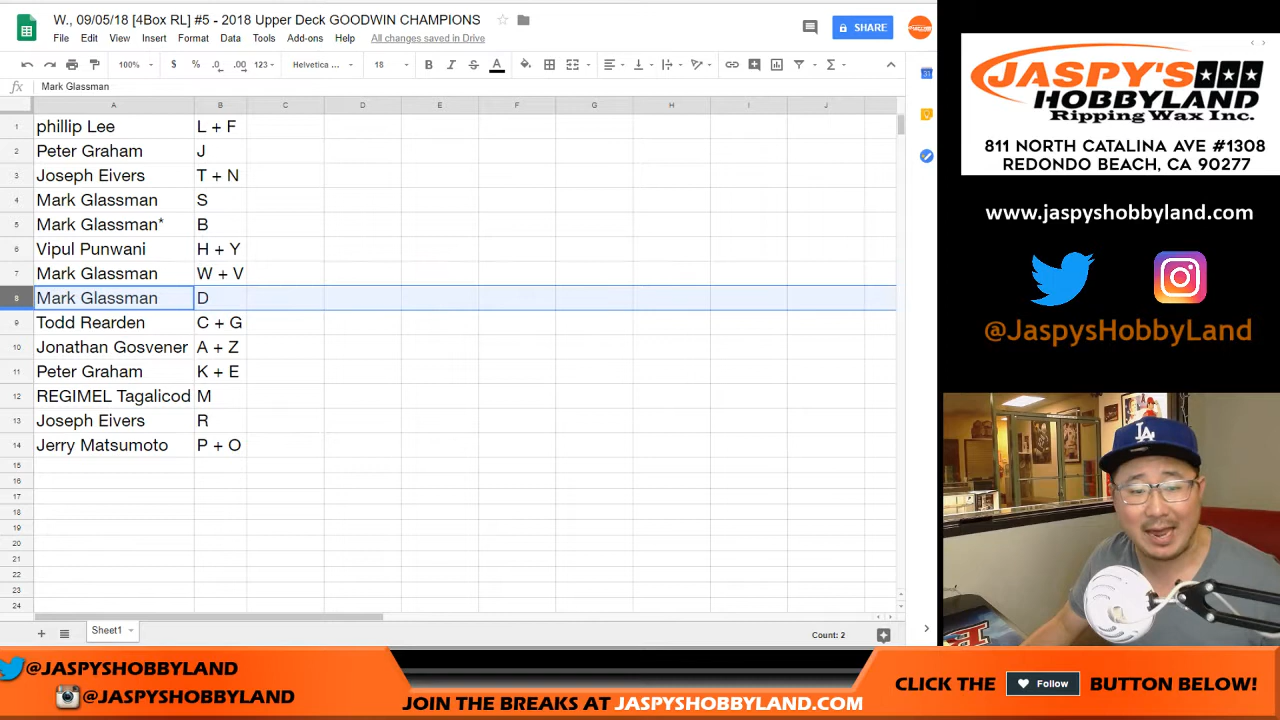 W., 09/05/18 [4Box RL] #5 - 2018 Upper Deck GOODWIN CHAMPIONS
File Edit View Insert Format Data Tools Add-ons Help All changes saved in Drive
SHARE
100% $ % .0 .00 123 Helvetica ... 18 B I S A
fx Mark Glassman
A B C D E F G H I J
1 phillip Lee L + F
2 Peter Graham J
3 Joseph Eivers T + N
4 Mark Glassman S
5 Mark Glassman* B
6 Vipul Punwani H + Y
7 Mark Glassman W + V
8 Mark Glassman D
9 Todd Rearden C + G
10 Jonathan Gosvener A + Z
11 Peter Graham K + E
12 REGIMEL Tagalicod M
13 Joseph Eivers R
14 Jerry Matsumoto P + O
15
16
17
18
19
20
21
22
23
24
Sheet1
Count: 2
JASPY'S
HOBBYLAND
Ripping Wax Inc.
811 NORTH CATALINA AVE #1308
REDONDO BEACH, CA 90277
www.jaspyshobbyland.com
@JaspysHobbyLand
LA
@JASPYSHOBBYLAND
@JASPYSHOBBYLAND
JOIN THE BREAKS AT JASPYSHOBBYLAND.COM
CLICK THE Follow BUTTON BELOW!